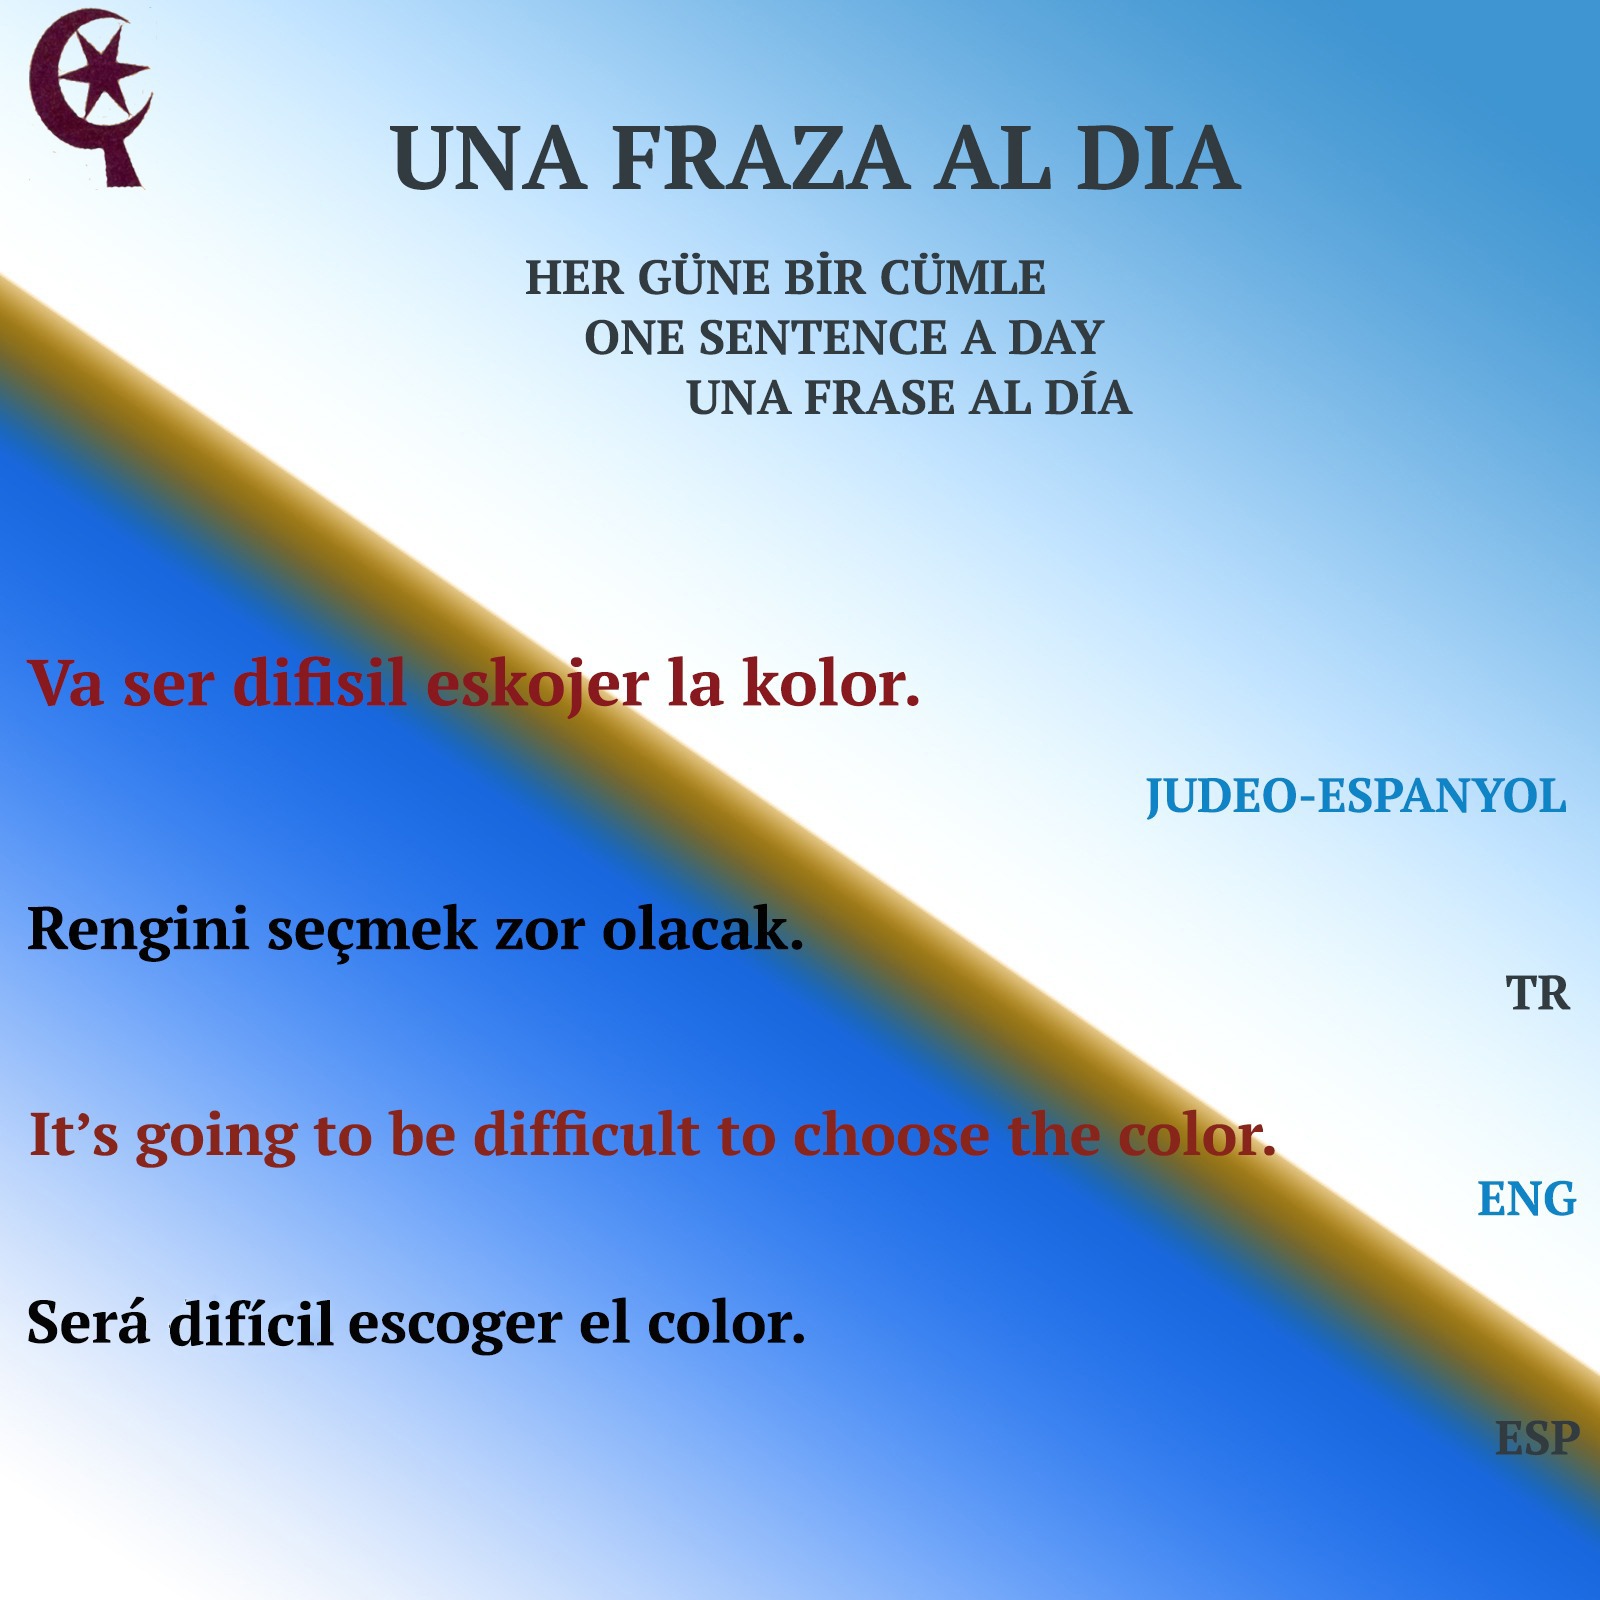 UNA FRAZA AL DIA
HER GÜNE BİR CÜMLE
ONE SENTENCE A DAY
UNA FRASE AL DÍA
Va ser difisil eskojer la kolor.
JUDEO-ESPANYOL
Rengini seçmek zor olacak.
TR
It’s going to be difficult to choose the color.
ENG
Será difícil escoger el color.
ESP